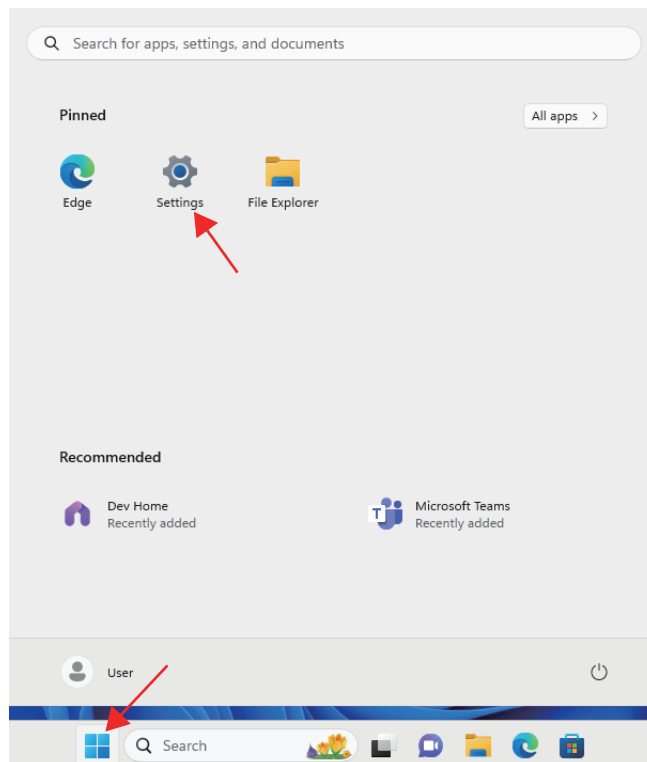 Search for apps, settings, and documents
Pinned
All apps >
Edge
Settings
File Explorer
Recommended
Dev Home
Recently added
Microsoft Teams
Recently added
User
Search
T